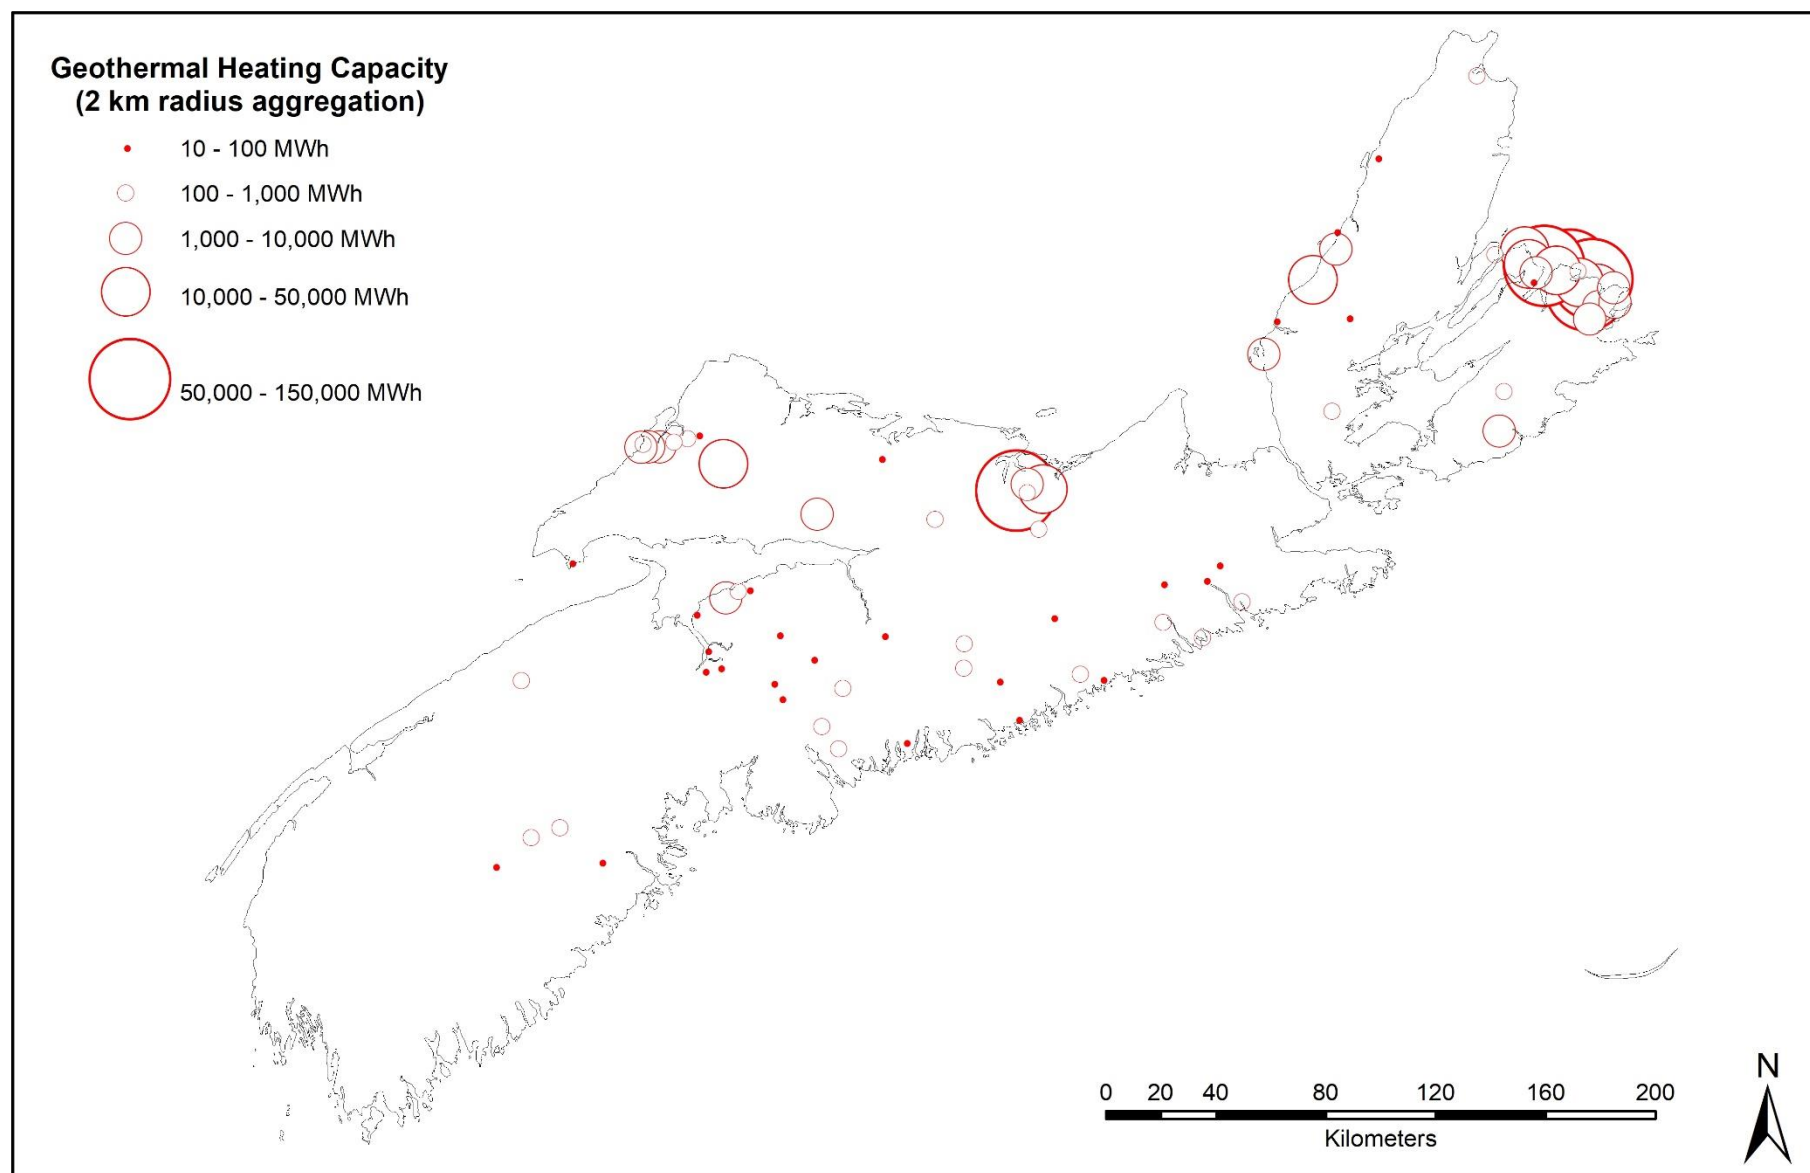 Geothermal Heating Capacity
(2 km radius aggregation)
10 - 100 MWh
100 - 1,000 MWh
1,000 - 10,000 MWh
10,000 - 50,000 MWh
50,000 - 150,000 MWh
N
0 20 40 80 120 160 200
Kilometers